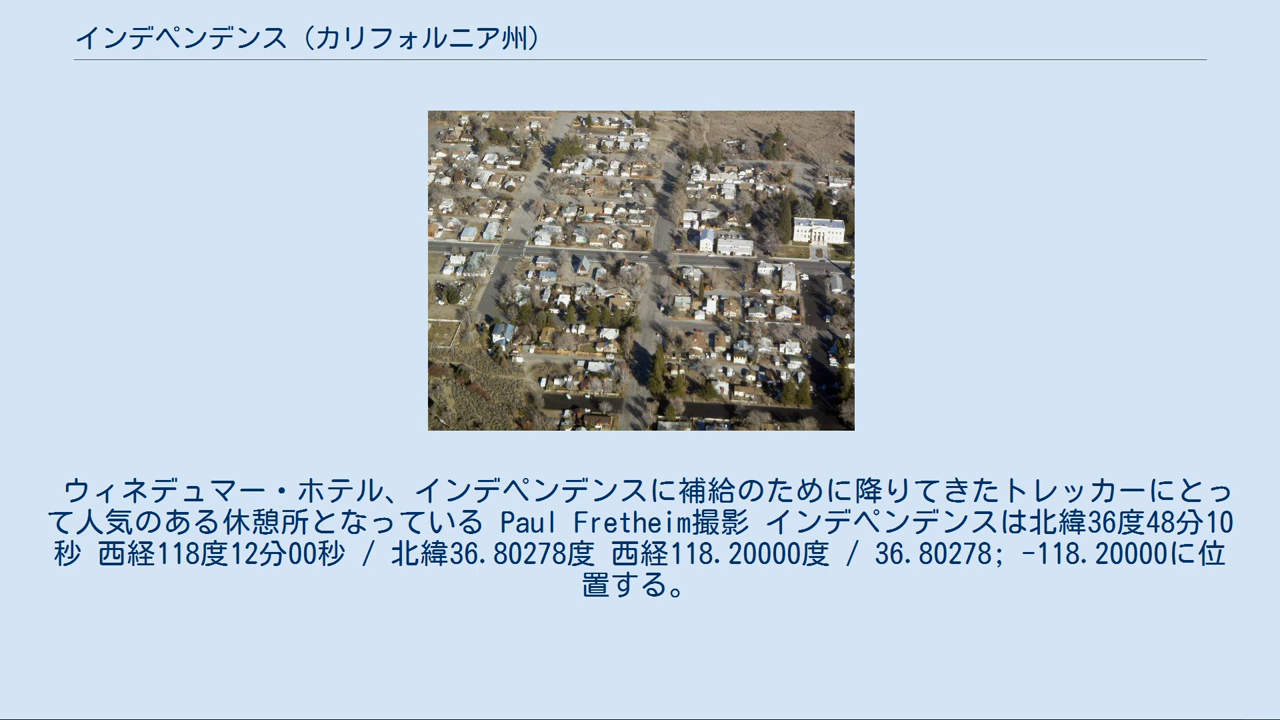 インデペンデンス（カリフォルニア州）
ウィネデュマー・ホテル、インデペンデンスに補給のために降りてきたトレッカーにとっ
て人気のある休憩所となっている Paul Fretheim撮影 インデペンデンスは北緯36度48分10
秒 西経118度12分00秒 / 北緯36.80278度 西経118.20000度 / 36.80278; -118.20000に位
置する。